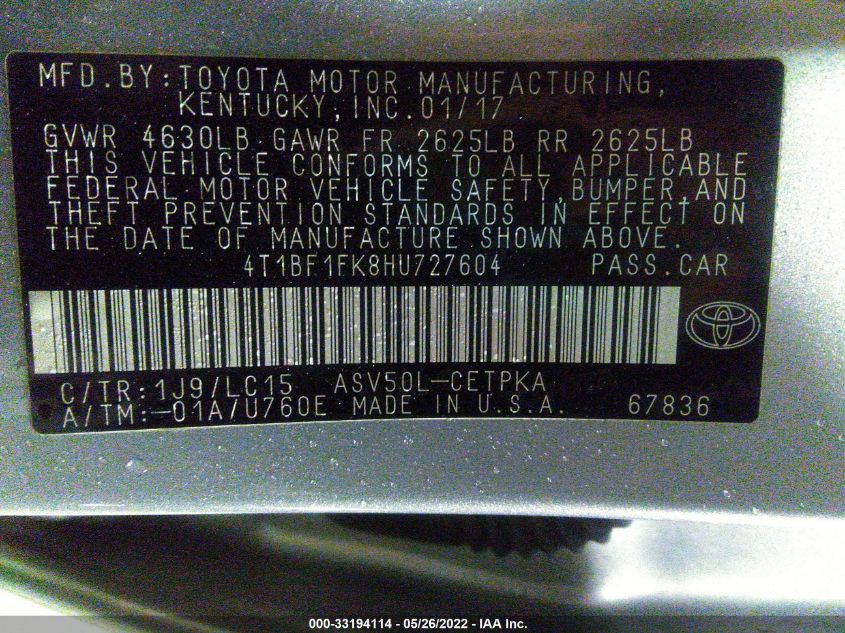 MFD.BY:TOYOTA MOTOR MANUFACTURING,
KENTUCKY,INC.01/17
GVWR 4630LB GAWR FR 2625LB RR 2625LB
THIS VEHICLE CONFORMS TO ALL APPLICABLE
FEDERAL MOTOR VEHICLE SAFETY,BUMPER,AND
THEFT PREVENTION STANDARDS IN EFFECT ON
THE DATE OF MANUFACTURE SHOWN ABOVE.
4T1BF1FK8HU727604 PASS.CAR
C/TR:1J9/LC15 ASV50L-CETPKA
A/TM:-01A/U760E MADE IN U.S.A. 67836
000-33194114 - 05/26/2022 - IAA Inc.